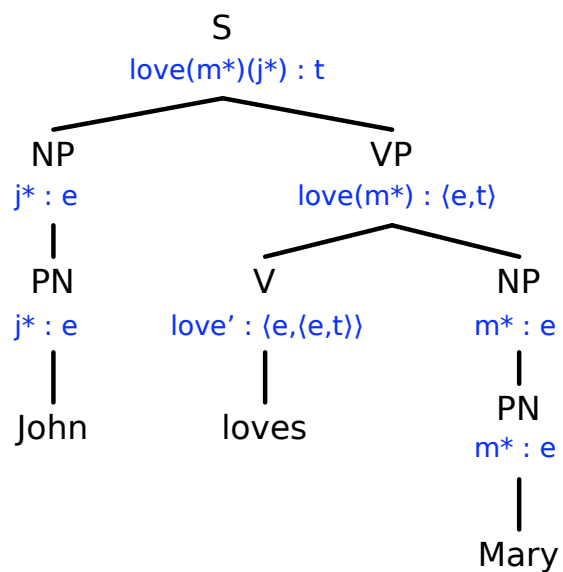 S
love(m*)(j*) : t
NP VP
j* : e love(m*) : ⟨e,t⟩
PN V NP
j* : e love’ : ⟨e,⟨e,t⟩⟩ m* : e
PN
John loves
m* : e
Mary